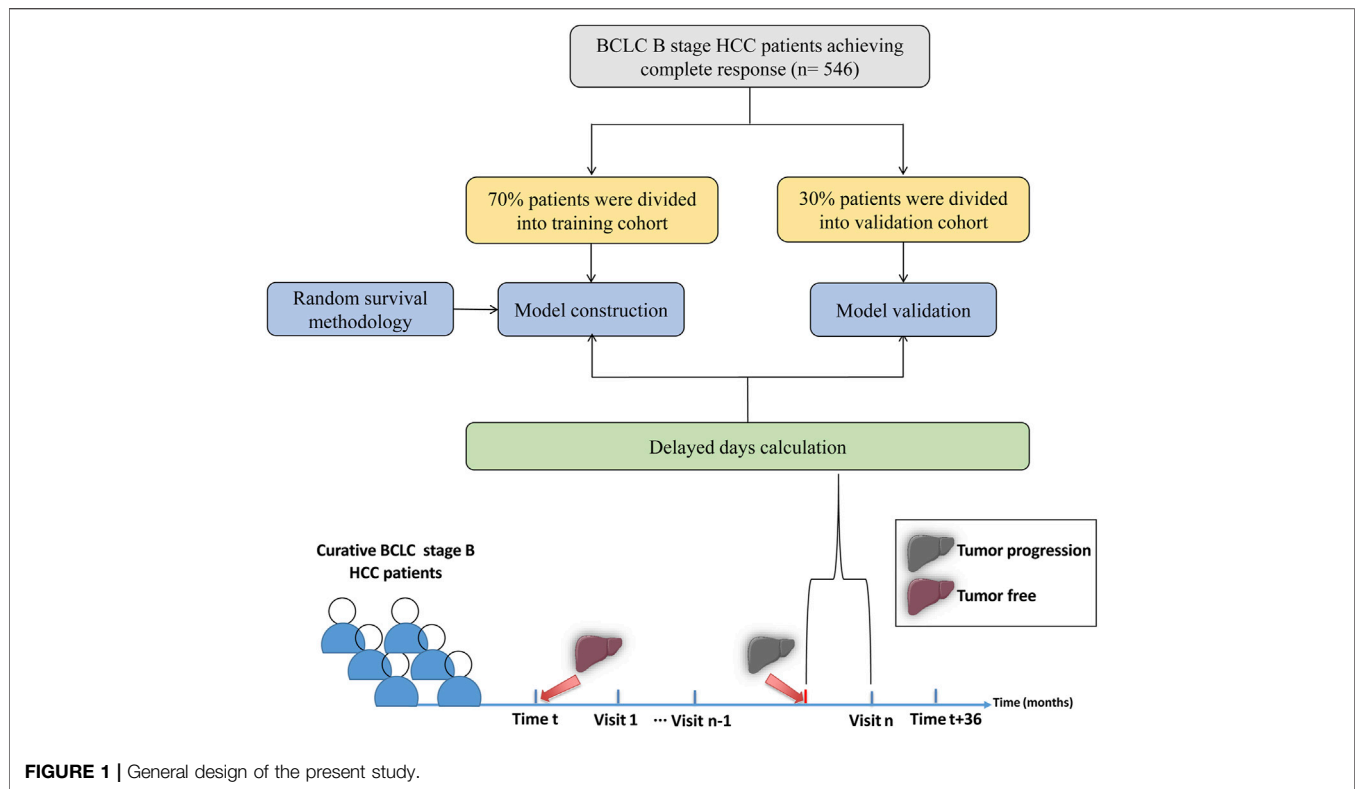 BCLC B stage HCC patients achieving
complete response (n= 546)
70% patients were divided
into training cohort
30% patients were divided
into validation cohort
Random survival
methodology
Model construction
Model validation
Delayed days calculation
Curative BCLC stage B
HCC patients
Tumor progression
Tumor free
Time t
Visit 1
··· Visit n-1
Visit n
Time t+36
Time (months)
FIGURE 1 | General design of the present study.